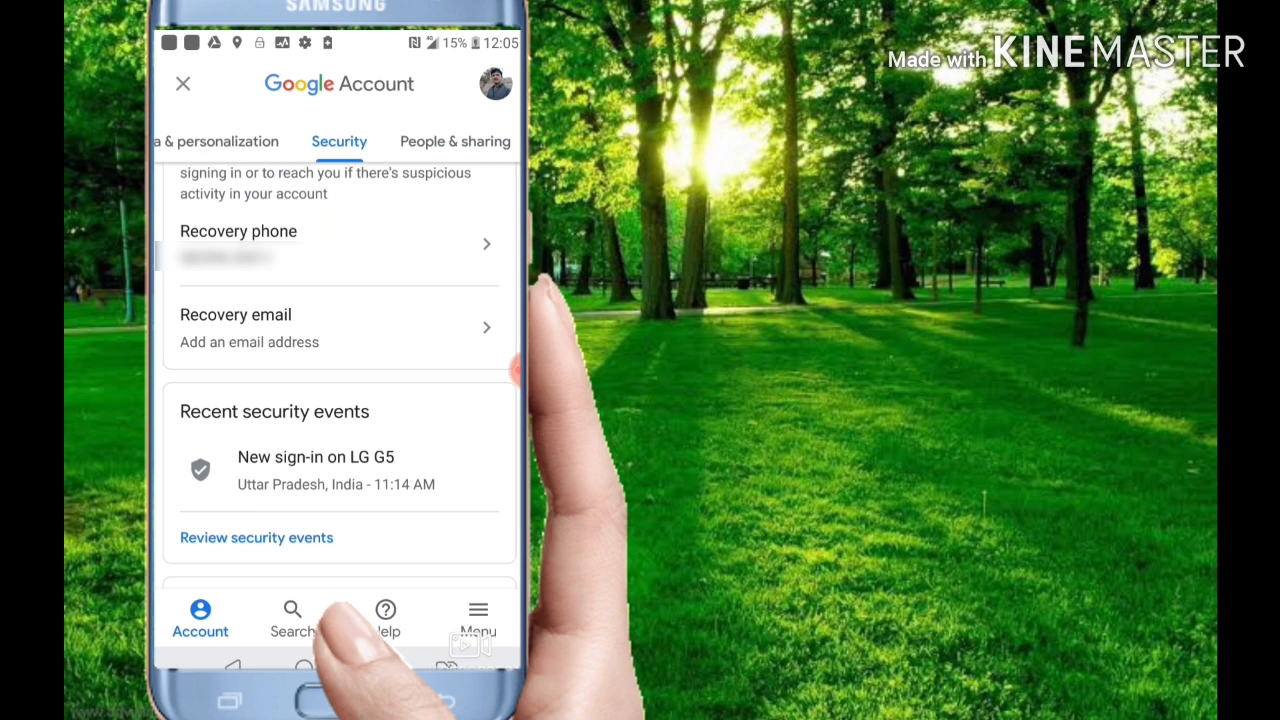 SAMSUNG
15% 12:05
Made with KINEMASTER
Google Account
a & personalization Security People & sharing
signing in or to reach you if there's suspicious
activity in your account
Recovery phone
Recovery email
Add an email address
Recent security events
New sign-in on LG G5
Uttar Pradesh, India - 11:14 AM
Review security events
Account Search elp Menu